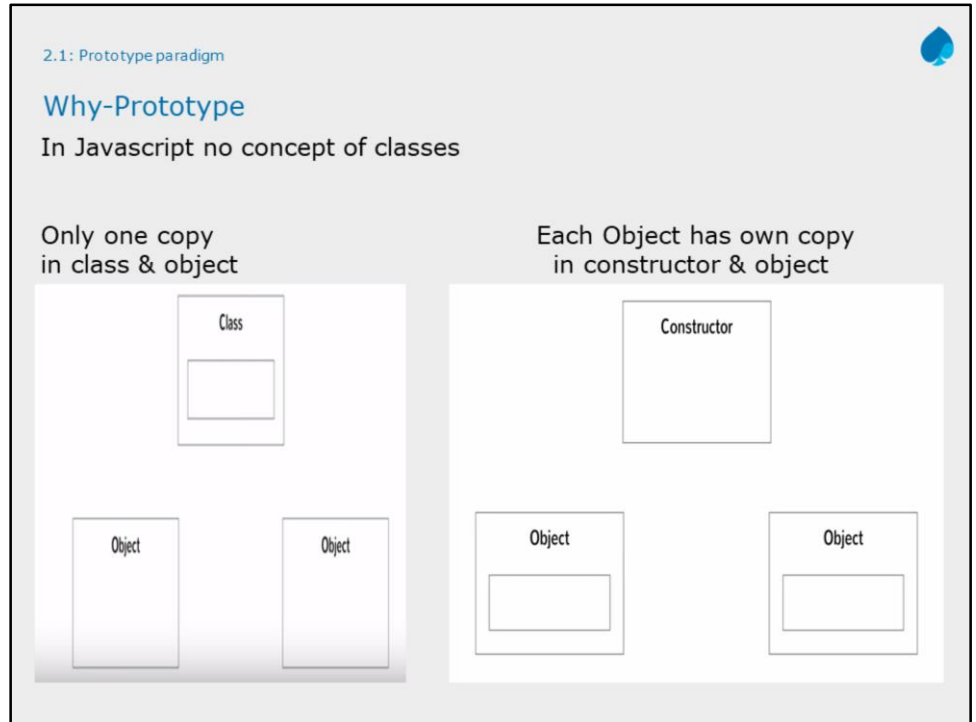 2.1: Prototype paradigm
Why-Prototype
In Javascript no concept of classes
Only one copy
in class & object
Each Object has own copy
in constructor & object
Class
Object
Object
Constructor
Object
Object